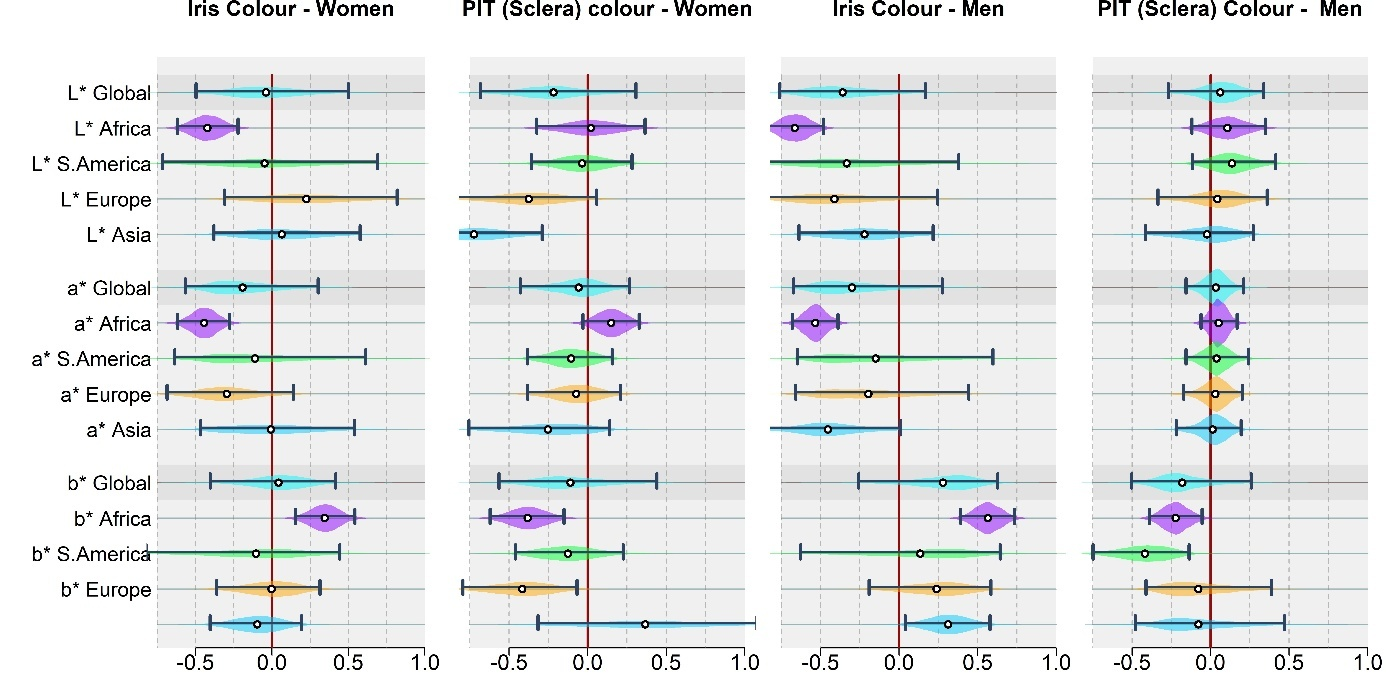 Iris Colour - Women PIT (Sclera) colour - Women Iris Colour - Men PIT (Sclera) Colour - Men
L* Global
L* Africa
L* S.America
L* Europe
L* Asia
a* Global
a* Africa
a* S.America
a* Europe
a* Asia
b* Global
b* Africa
b* S.America
b* Europe
-0.5 0.0 0.5 1.0 -0.5 0.0 0.5 1.0 -0.5 0.0 0.5 1.0 -0.5 0.0 0.5 1.0